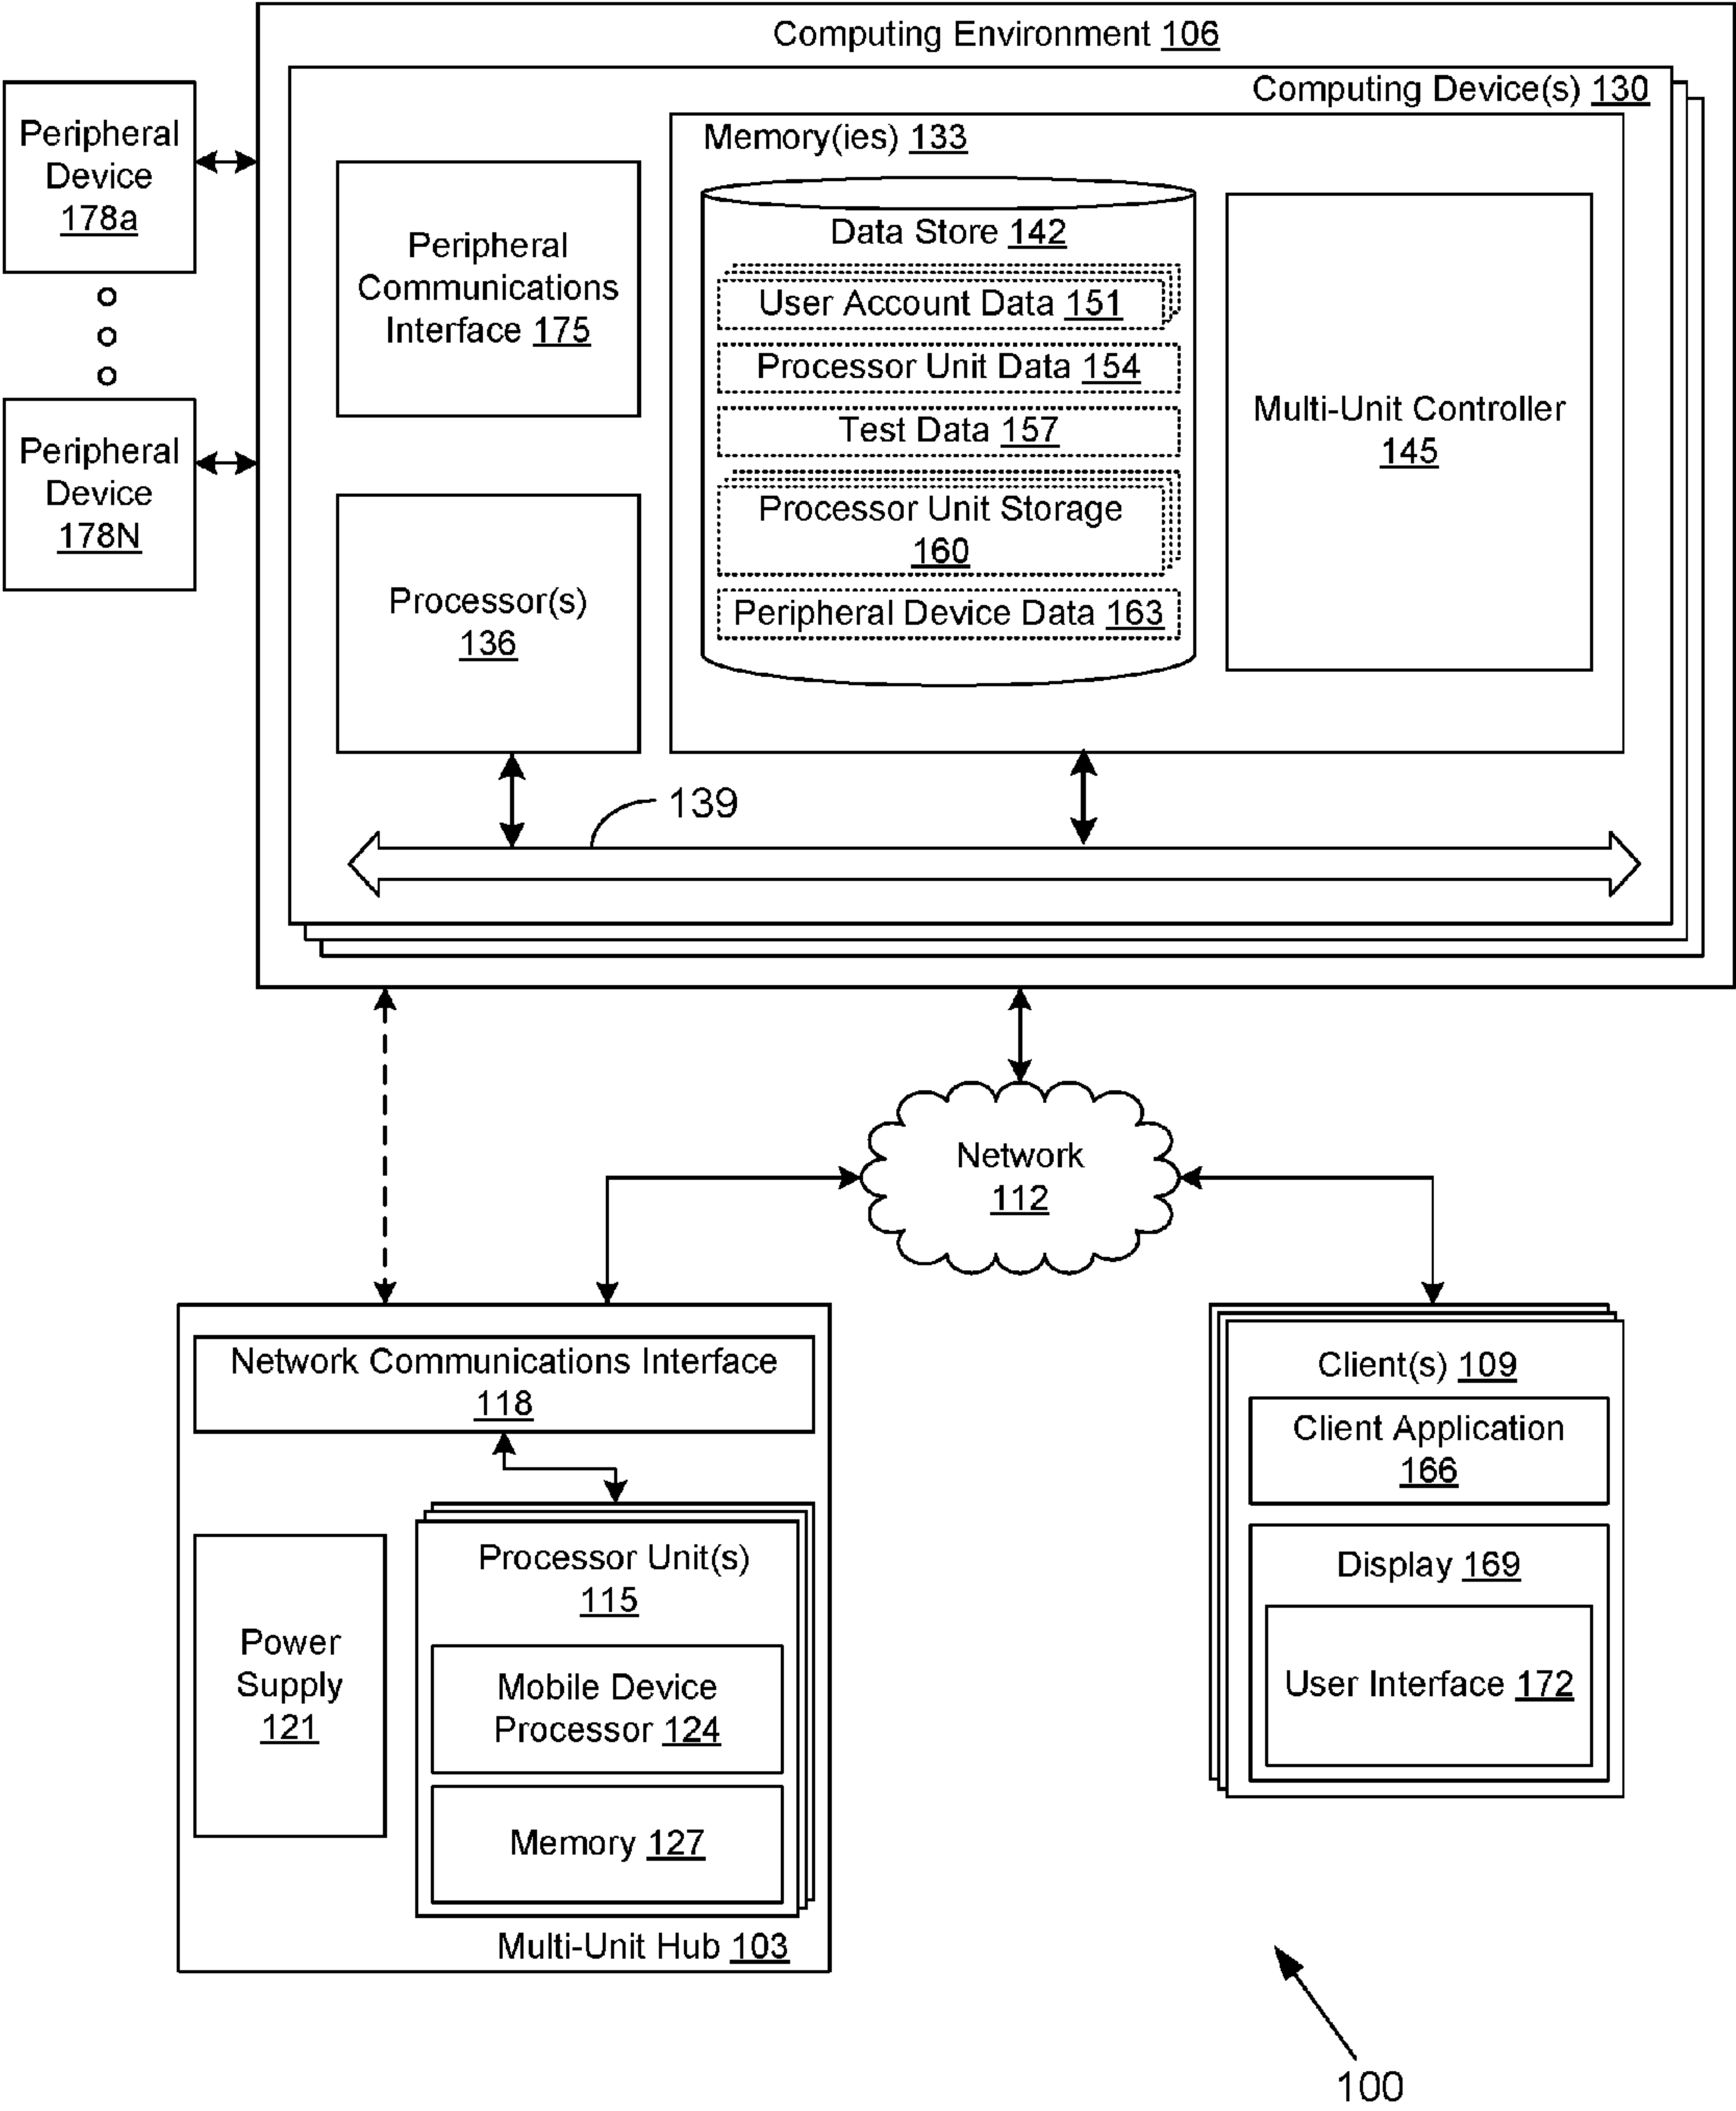 Computing Environment 106
Computing Device(s) 130
Peripheral
Device
178a
Peripheral
Device
178N
Peripheral
Communications
Interface 175
Processor(s)
136
Memory(ies) 133
Data Store 142
User Account Data 151
Processor Unit Data 154
Test Data 157
Processor Unit Storage
160
Peripheral Device Data 163
Multi-Unit Controller
145
139
Network
112
Network Communications Interface
118
Power
Supply
121
Processor Unit(s)
115
Mobile Device
Processor 124
Memory 127
Multi-Unit Hub 103
Client(s) 109
Client Application
166
Display 169
User Interface 172
100